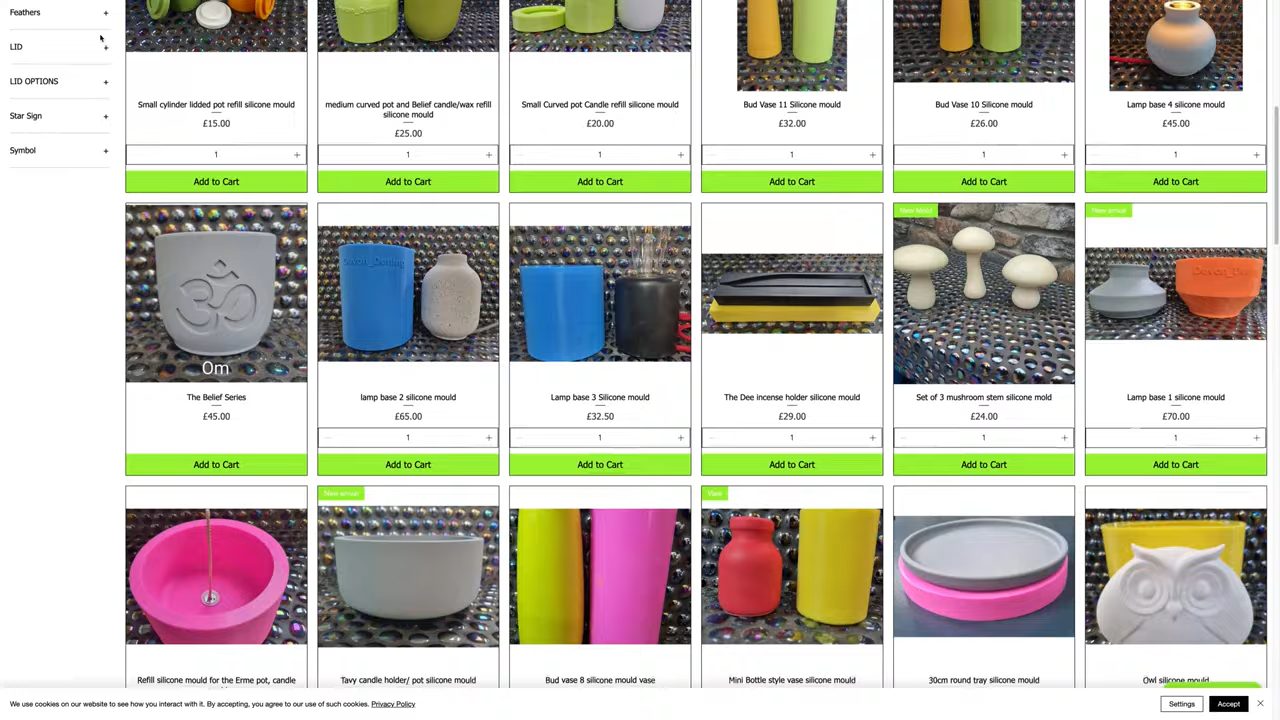 Feathers +
LID +
LID OPTIONS +
Star Sign +
Symbol +
Small cylinder lidded pot refill silicone mould
£15.00
1 +
Add to Cart
medium curved pot and Belief candle/wax refill
silicone mould
£25.00
1 +
Add to Cart
Small Curved pot Candle refill silicone mould
£20.00
1 +
Add to Cart
Bud Vase 11 Silicone mould
£32.00
1 +
Add to Cart
Bud Vase 10 Silicone mould
£26.00
1 +
Add to Cart
Lamp base 4 silicone mould
£45.00
1 +
Add to Cart
Om
The Belief Series
£45.00
Add to Cart
Devon_Dotting
lamp base 2 silicone mould
£65.00
1 +
Add to Cart
Lamp base 3 Silicone mould
£32.50
1 +
Add to Cart
The Dee incense holder silicone mould
£29.00
1 +
Add to Cart
New Mold
Set of 3 mushroom stem silicone mold
£24.00
1 +
Add to Cart
New arrival
Lamp base 1 silicone mould
£70.00
1 +
Add to Cart
Refill silicone mould for the Erme pot, candle
New arrival
Tavy candle holder/ pot silicone mould
Bud vase 8 silicone mould vase
Vase
Mini Bottle style vase silicone mould
30cm round tray silicone mould
Owl silicone mould
We use cookies on our website to see how you interact with it. By accepting, you agree to our use of such cookies. Privacy Policy
Settings
Accept